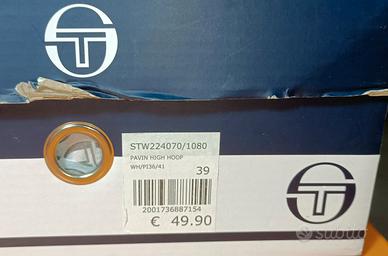 STW224070/1080
PAVIN HIGH HOOP
WH/PI36/41
39
2001736887154
€ 49.90
subito